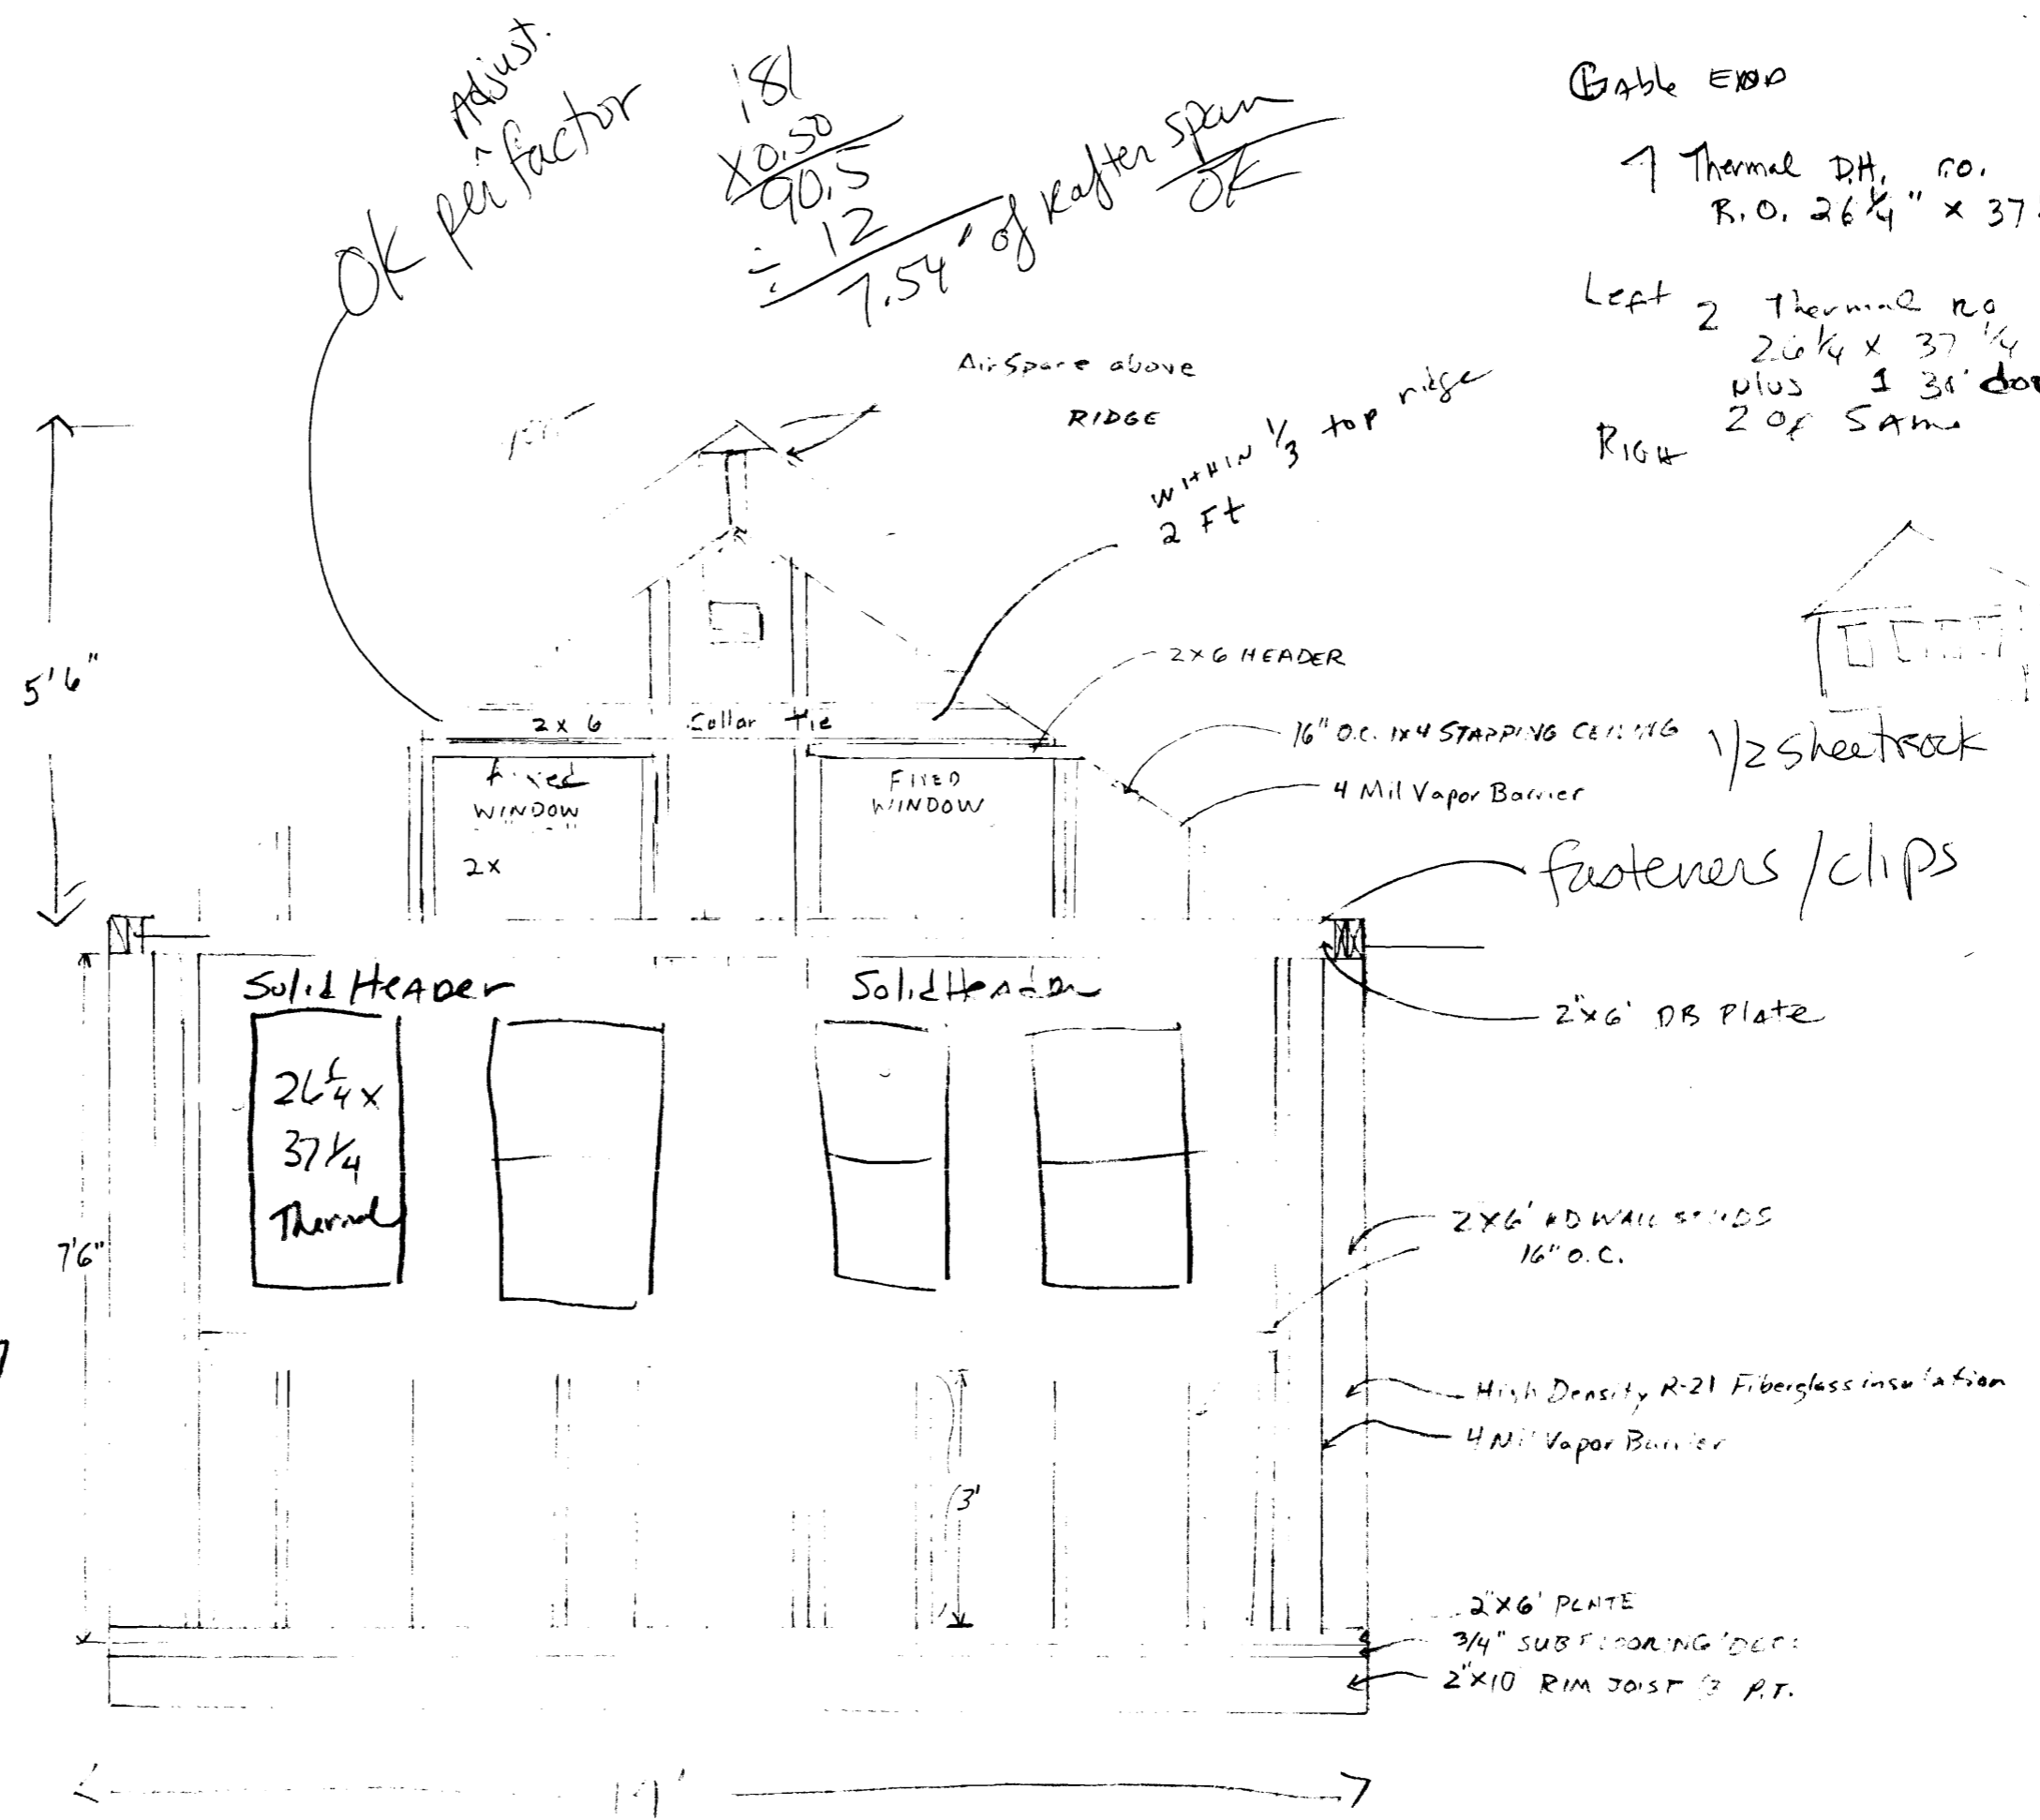 Adjust.
OK per factor
181
x0.50
90.5
÷ 12
7.54' of Rafter span
OK
Gable END
Thermal D.H. r.o.
R.O. 26 1/4" x 37
Left 2 Thermal RO
26 1/4 x 37 1/4
plus 1
2 Of SAme
RIGH
Air Space above
RIDGE
WITHIN 1/3 top ridge
2 Ft
5'6"
2X6 HEADER
2 x 6 Collar tie
16" O.C. 1X4 STAPPING CEILING
1/2 sheetrock
4 Mil Vapor Barrier
Fixed
WINDOW
2x
FIXED
WINDOW
fasteners/clips
Solid HeADer
Solid HeADer
2"x6' DB Plate
26 1/4 x
37 1/4
Thermal
7'6"
2X6' KD WALL STUDS
16" O.C.
High Density R-21 Fiberglass insulation
4 Mil Vapor Barrier
3'
2"X6' PLATE
3/4" SUBFLOORING
2"X10 RIM JOIST P.T.